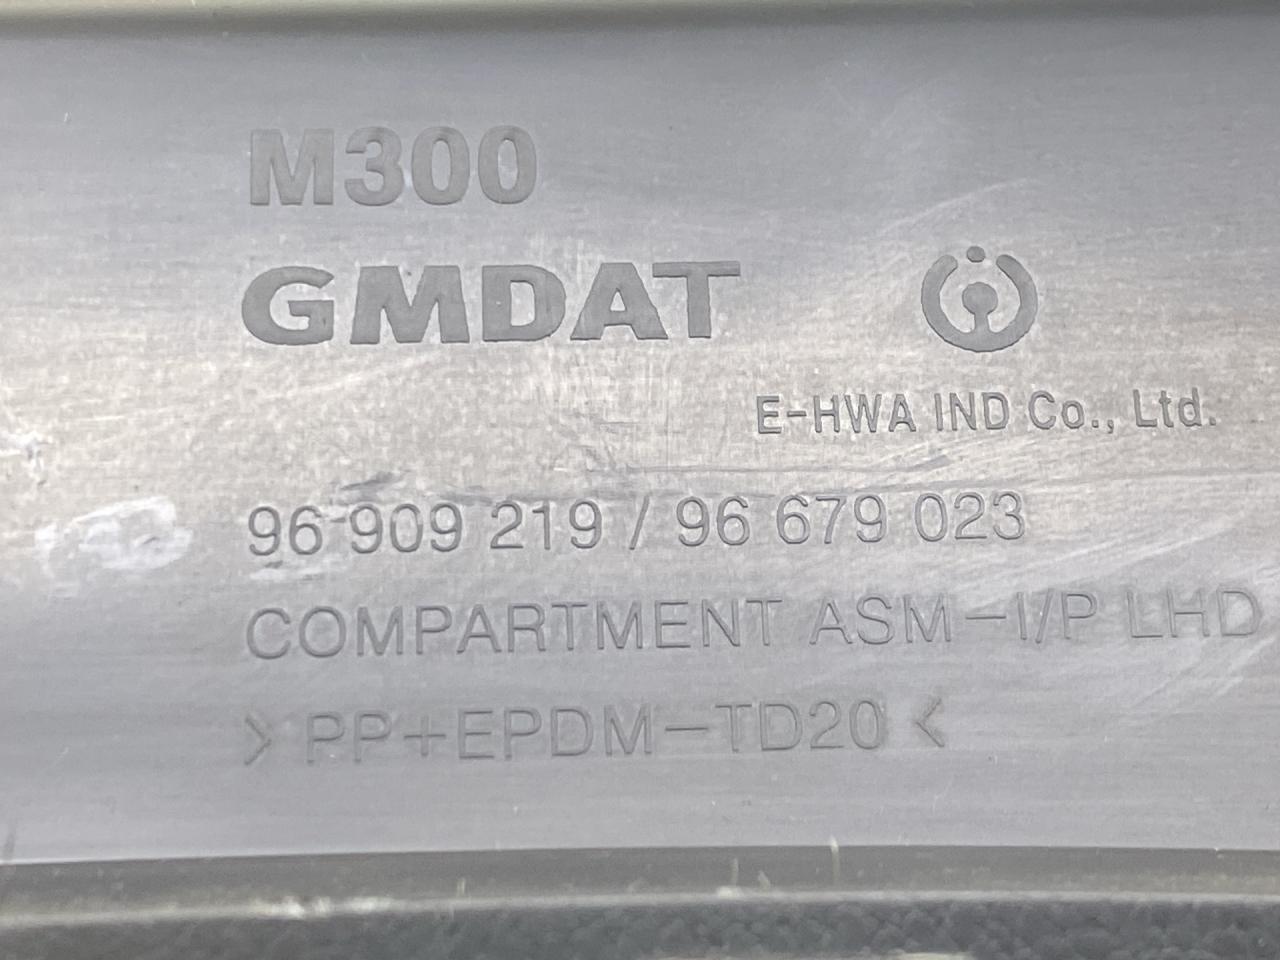 M300
GMDAT
E-HWA IND Co., Ltd.
96 909 219 / 96 679 023
COMPARTMENT ASM-I/P LHD
> PP+EPDM-TD20 <